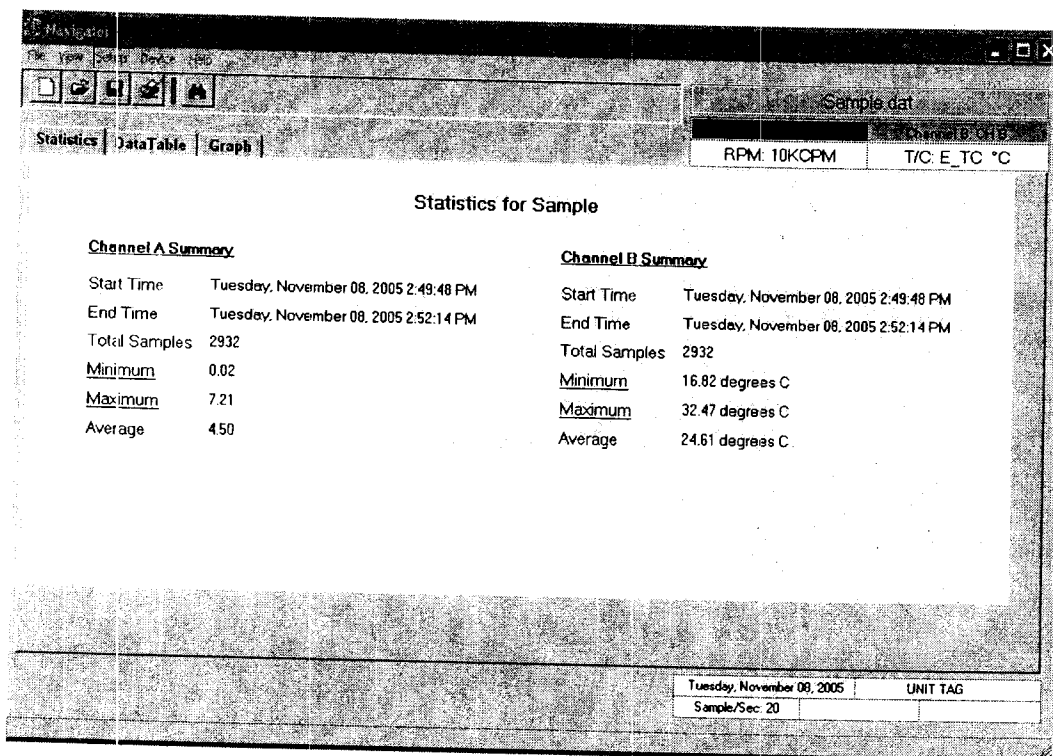 Navigator
File View Setup Device Help
Sample dat
Channel B: CH B
RPM: 10KCPM T/C: E_TC °C
Statistics DataTable Graph
Statistics for Sample
Channel A Summary
Start Time Tuesday, November 08, 2005 2:49:48 PM
End Time Tuesday, November 08, 2005 2:52:14 PM
Total Samples 2932
Minimum 0.02
Maximum 7.21
Average 4.50
Channel B Summary
Start Time Tuesday, November 08, 2005 2:49:48 PM
End Time Tuesday, November 08, 2005 2:52:14 PM
Total Samples 2932
Minimum 16.82 degrees C
Maximum 32.47 degrees C
Average 24.61 degrees C
Tuesday, November 08, 2005 UNIT TAG
Sample/Sec: 20